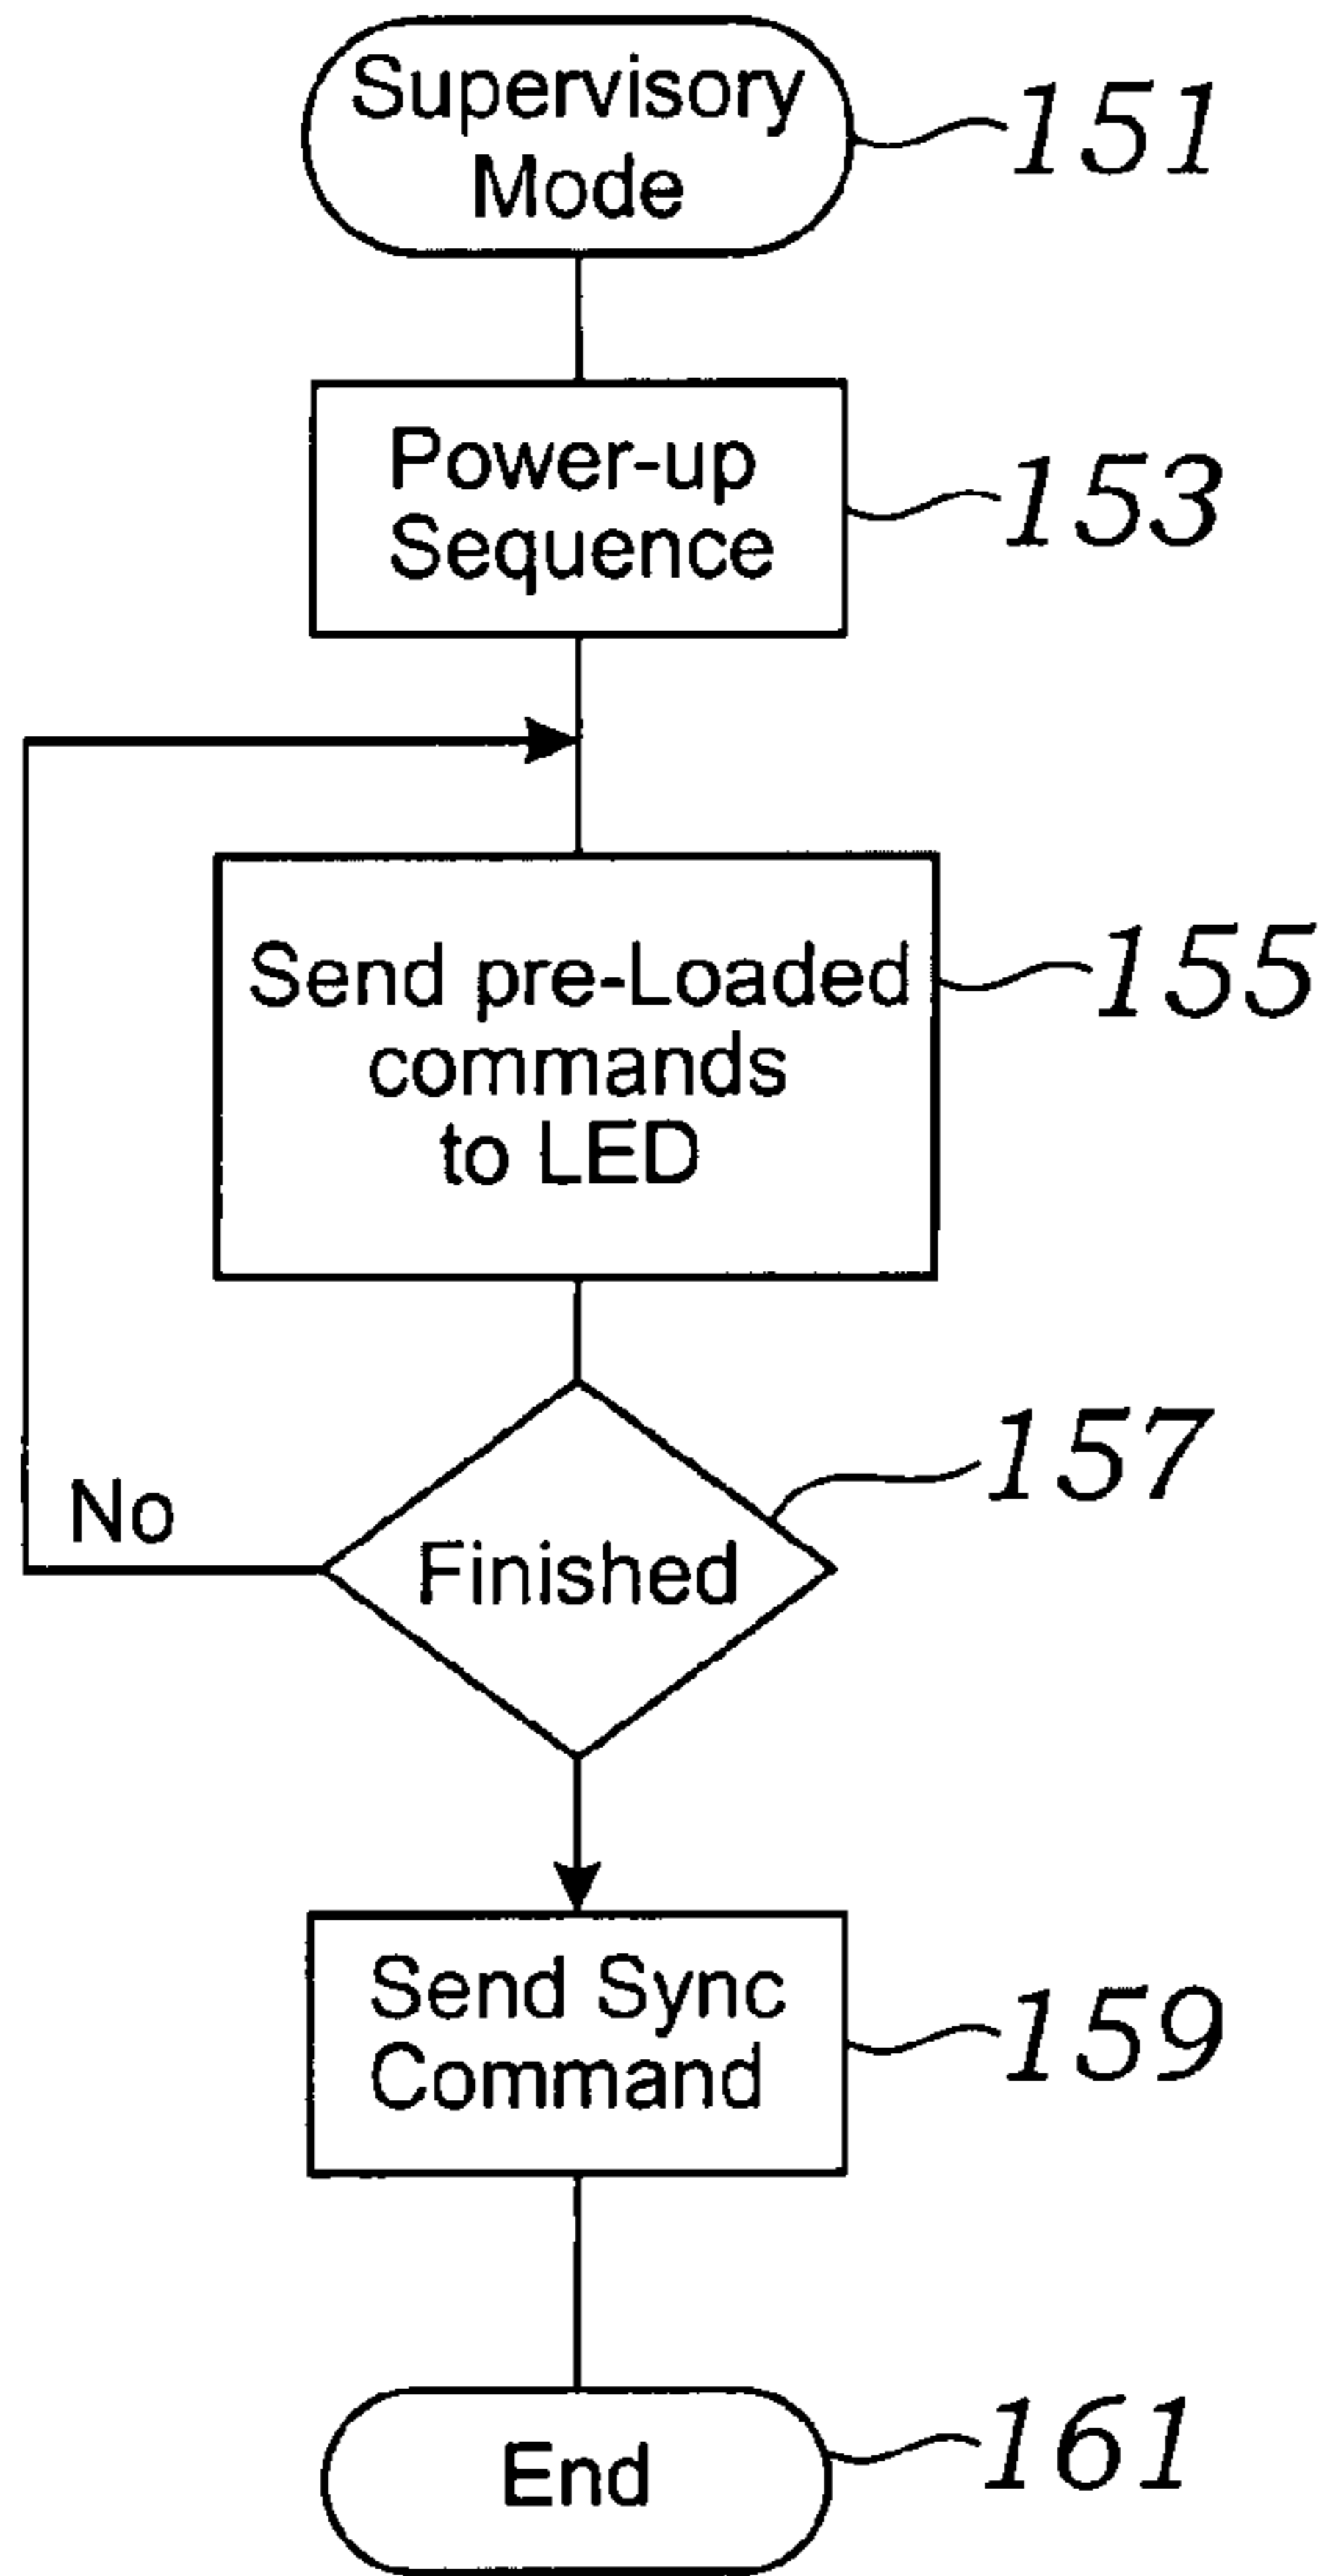 Supervisory
Mode
151
Power-up
Sequence
153
Send pre-Loaded
commands
to LED
155
No
Finished
157
Send Sync
Command
159
End
161